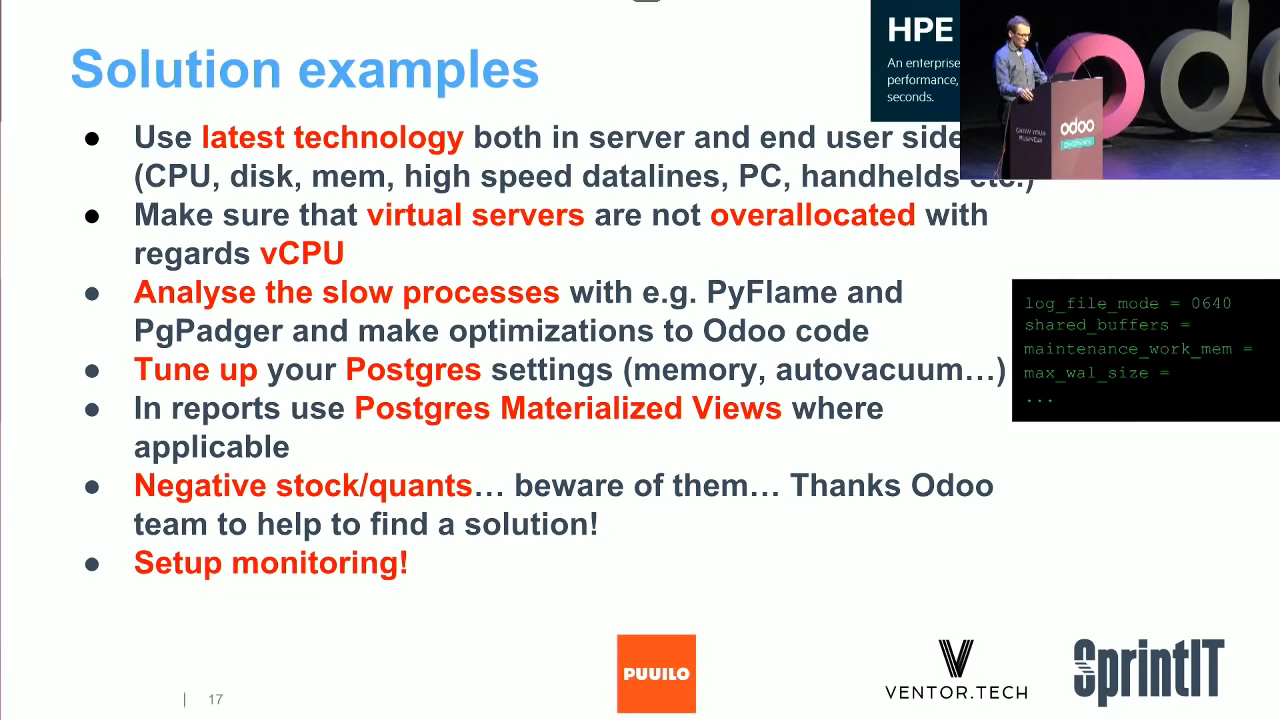 Solution examples
HPE
An enterprise
performance,
seconds.
● Use latest technology both in server and end user side
(CPU, disk, mem, high speed datalines, PC, handhelds etc.)
● Make sure that virtual servers are not overallocated with
regards vCPU
● Analyse the slow processes with e.g. PyFlame and
PgPadger and make optimizations to Odoo code
● Tune up your Postgres settings (memory, autovacuum…)
● In reports use Postgres Materialized Views where
applicable
● Negative stock/quants… beware of them… Thanks Odoo
team to help to find a solution!
● Setup monitoring!
log_file_mode = 0640
shared_buffers =
maintenance_work_mem =
max_wal_size =
...
odoo
odo
PUUILO
VENTOR.TECH
SprintIT
| 17